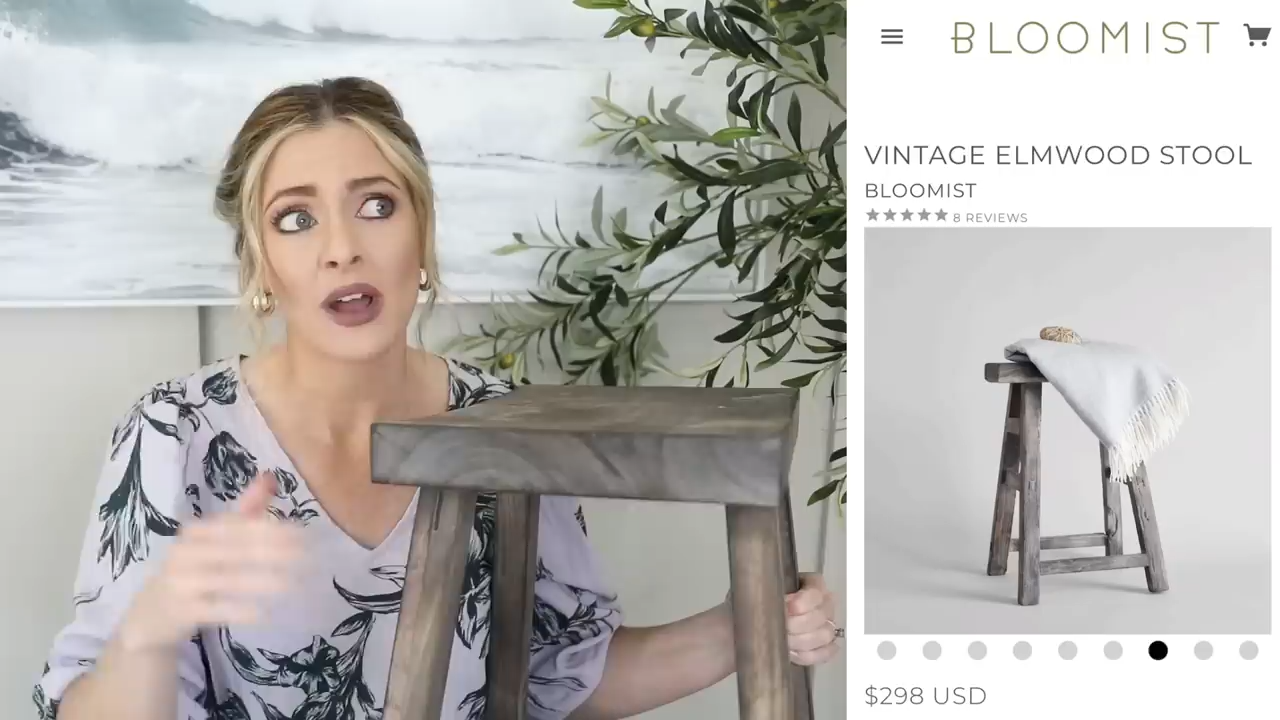 BLOOMIST
VINTAGE ELMWOOD STOOL
BLOOMIST
8 REVIEWS
$298 USD